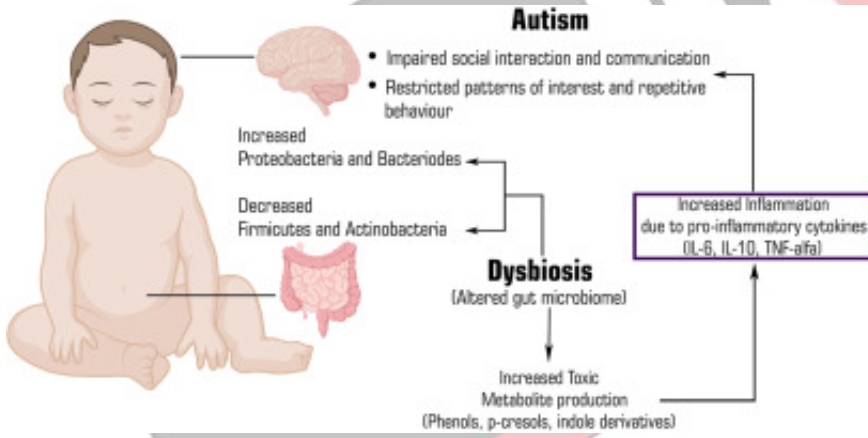 Autism
• Impaired social interaction and communication
• Restricted patterns of interest and repetitive
behaviour
Increased
Proteobacteria and Bacteriodes
Decreased
Firmicutes and Actinobacteria
Dysbiosis
(Altered gut microbiome)
Increased Toxic
Metabolite production
(Phenols, p-cresols, indole derivatives)
Increased Inflammation
due to pro-inflammatory cytokines
(IL-6, IL-10, TNF-alfa)